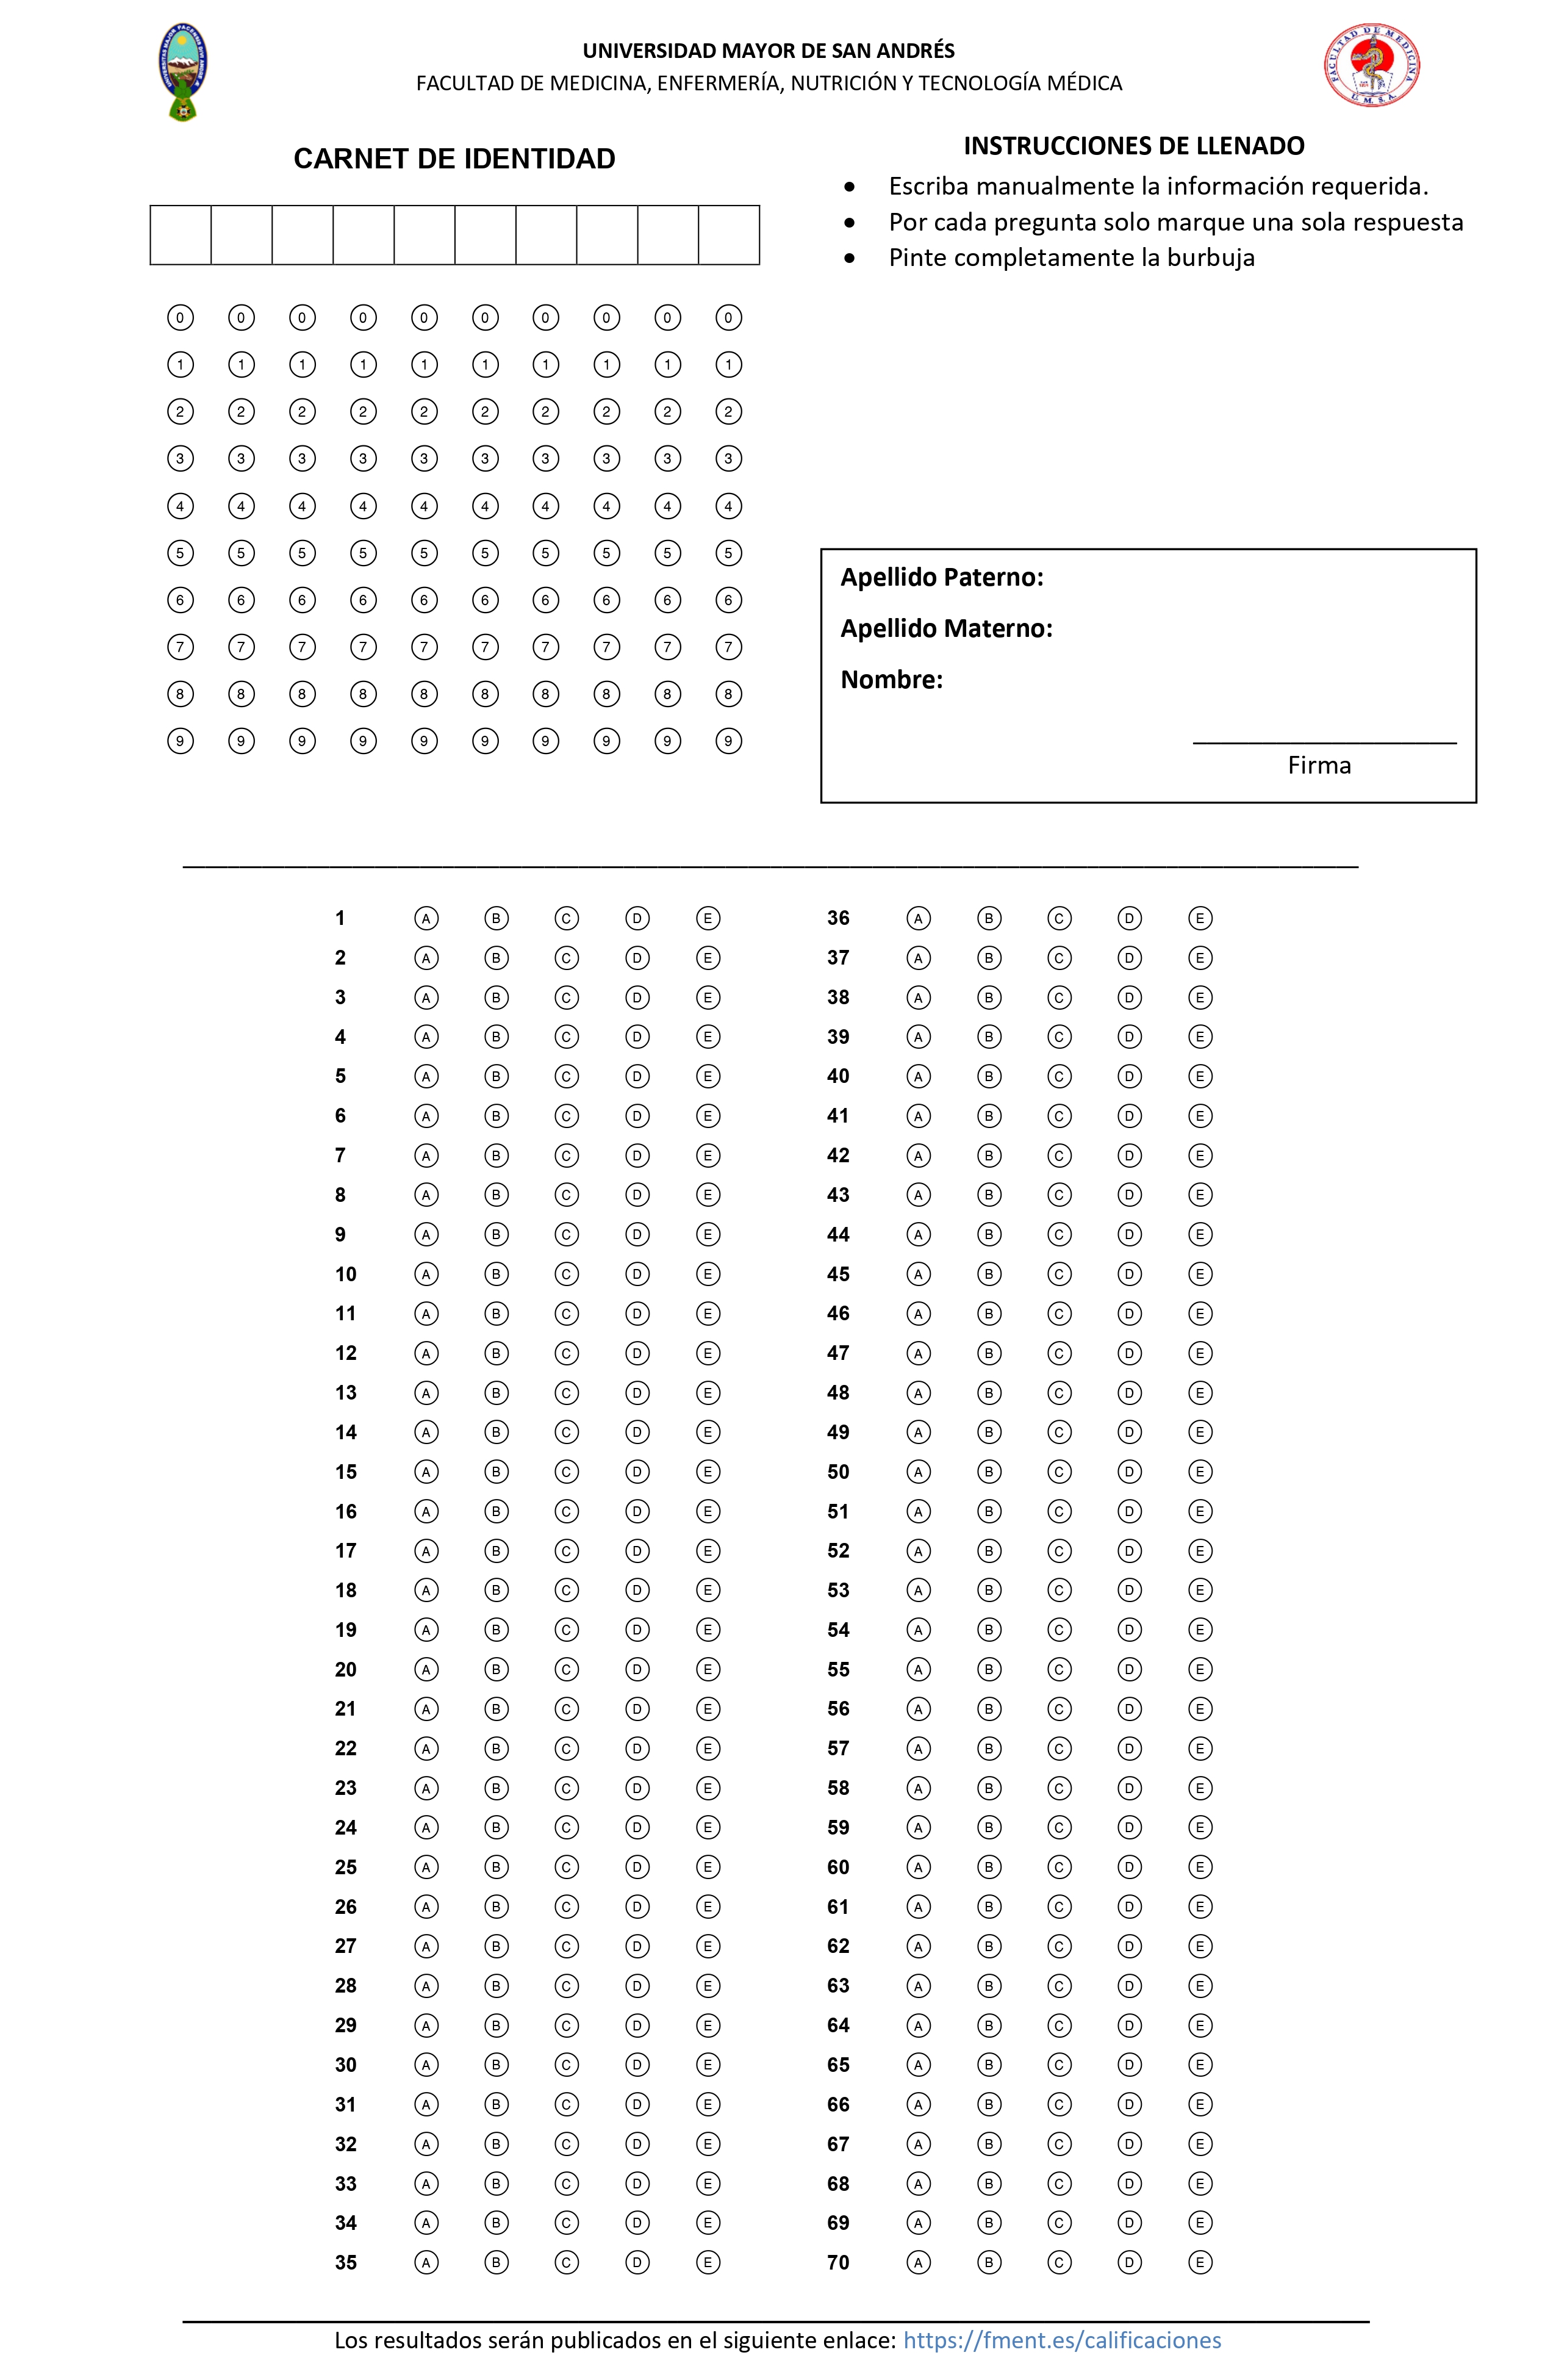 UNIVERSIDAD MAYOR DE SAN ANDRÉS
FACULTAD DE MEDICINA, ENFERMERÍA, NUTRICIÓN Y TECNOLOGÍA MÉDICA
FACULTAD DE MEDICINA
U. M. S. A.
CARNET DE IDENTIDAD
0 0 0 0 0 0 0 0 0 0
1 1 1 1 1 1 1 1 1 1
2 2 2 2 2 2 2 2 2 2
3 3 3 3 3 3 3 3 3 3
4 4 4 4 4 4 4 4 4 4
5 5 5 5 5 5 5 5 5 5
6 6 6 6 6 6 6 6 6 6
7 7 7 7 7 7 7 7 7 7
8 8 8 8 8 8 8 8 8 8
9 9 9 9 9 9 9 9 9 9
INSTRUCCIONES DE LLENADO
• Escriba manualmente la información requerida.
• Por cada pregunta solo marque una sola respuesta
• Pinte completamente la burbuja
Apellido Paterno:
Apellido Materno:
Nombre:
Firma
1 A B C D E
2 A B C D E
3 A B C D E
4 A B C D E
5 A B C D E
6 A B C D E
7 A B C D E
8 A B C D E
9 A B C D E
10 A B C D E
11 A B C D E
12 A B C D E
13 A B C D E
14 A B C D E
15 A B C D E
16 A B C D E
17 A B C D E
18 A B C D E
19 A B C D E
20 A B C D E
21 A B C D E
22 A B C D E
23 A B C D E
24 A B C D E
25 A B C D E
26 A B C D E
27 A B C D E
28 A B C D E
29 A B C D E
30 A B C D E
31 A B C D E
32 A B C D E
33 A B C D E
34 A B C D E
35 A B C D E
36 A B C D E
37 A B C D E
38 A B C D E
39 A B C D E
40 A B C D E
41 A B C D E
42 A B C D E
43 A B C D E
44 A B C D E
45 A B C D E
46 A B C D E
47 A B C D E
48 A B C D E
49 A B C D E
50 A B C D E
51 A B C D E
52 A B C D E
53 A B C D E
54 A B C D E
55 A B C D E
56 A B C D E
57 A B C D E
58 A B C D E
59 A B C D E
60 A B C D E
61 A B C D E
62 A B C D E
63 A B C D E
64 A B C D E
65 A B C D E
66 A B C D E
67 A B C D E
68 A B C D E
69 A B C D E
70 A B C D E
Los resultados serán publicados en el siguiente enlace: https://fment.es/calificaciones